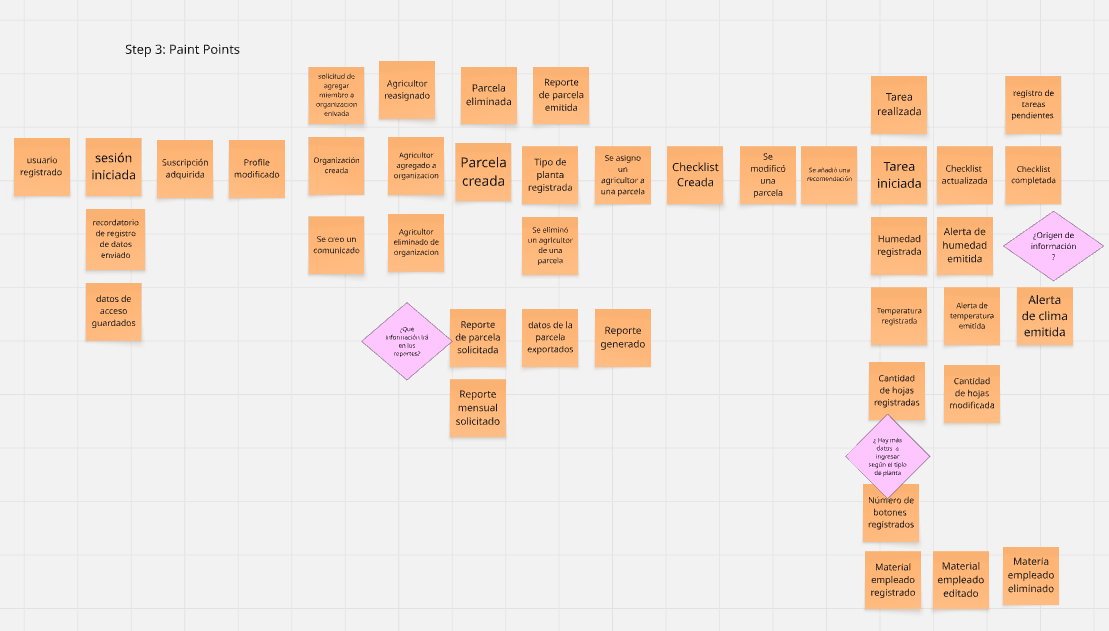 Step 3: Paint Points
solicitud de
agregar
miembro a
organizacion
enivada
Agricultor
reasignado
Parcela
eliminada
Reporte
de parcela
emitida
Tarea
realizada
registro de
tareas
pendientes
usuario
registrado
sesión
iniciada
Suscripción
adquirida
Profile
modificado
Organización
creada
Agricultor
agregado a
organizacion
Parcela
creada
Tipo de
planta
registrada
Se asigno
un
agricultor a
una parcela
Checklist
Creada
Se
modificó
una
parcela
Se añadió una
recomendación
Tarea
iniciada
Checklist
actualizada
Checklist
completada
recordatorio
de registro
de datos
enviado
Se creo un
comunicado
Agricultor
eliminado de
organizacion
Se eliminó
un agricultor
de una
parcela
Humedad
registrada
Alerta de
humedad
emitida
¿Origen de
información
?
datos de
acceso
guardados
Temperatura
registrada
Alerta de
temperatura
emitida
Alerta
de clima
emitida
¿Qué
información irá
en los
reportes?
Reporte
de parcela
solicitada
datos de la
parcela
exportados
Reporte
generado
Reporte
mensual
solicitado
Cantidad
de hojas
registradas
Cantidad
de hojas
modificada
¿ Hay más
datos a
ingresar
según el tipo
de planta
Número de
botones
registrados
Material
empleado
registrado
Material
empleado
editado
Materia
empleado
eliminado